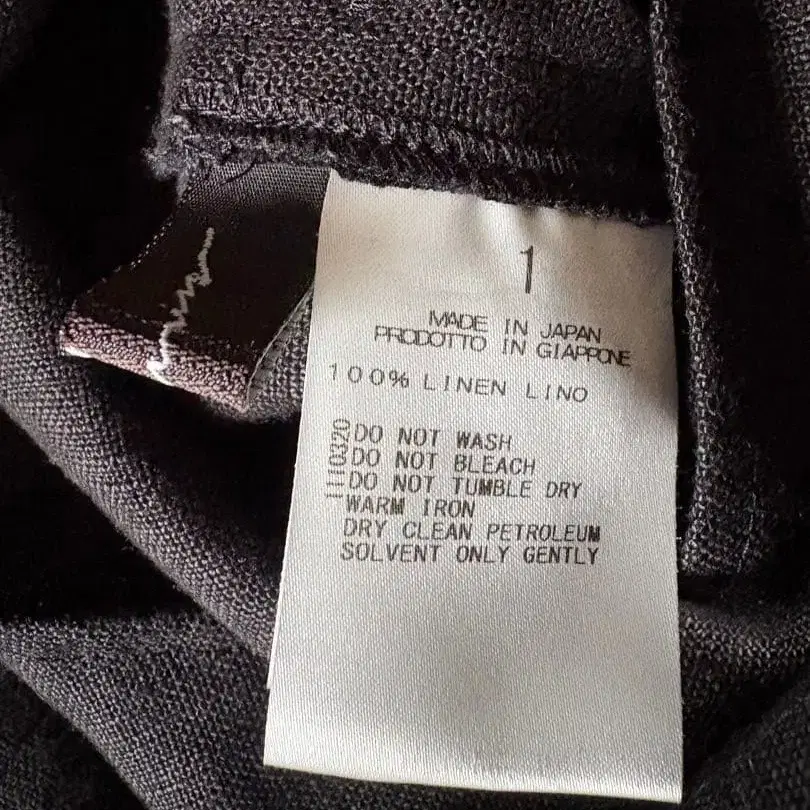 1
MADE IN JAPAN
PRODOTTO IN GIAPPONE
100% LINEN LINO
DO NOT WASH
DO NOT BLEACH
DO NOT TUMBLE DRY
WARM IRON
DRY CLEAN PETROLEUM
SOLVENT ONLY GENTLY
1110320